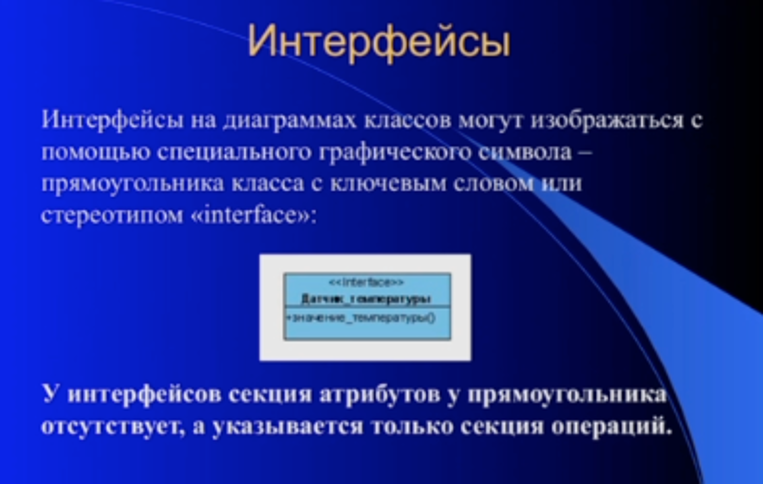 Интерфейсы
Интерфейсы на диаграммах классов могут изображаться с
помощью специального графического символа –
прямоугольника класса с ключевым словом или
стереотипом «interface»:
<<Interface>>
Датчик_температуры
+значение_температуры()
У интерфейсов секция атрибутов у прямоугольника
отсутствует, а указывается только секция операций.